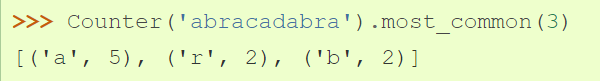 >>> Counter('abracadabra').most_common(3)
[('a', 5), ('r', 2), ('b', 2)]